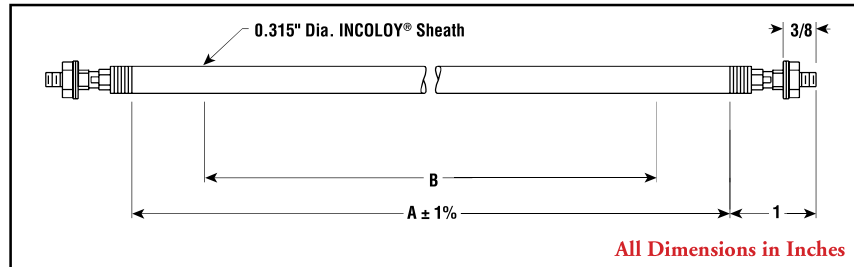 0.315" Dia. INCOLOY® Sheath
3/8
B
A ± 1%
1
All Dimensions in Inches